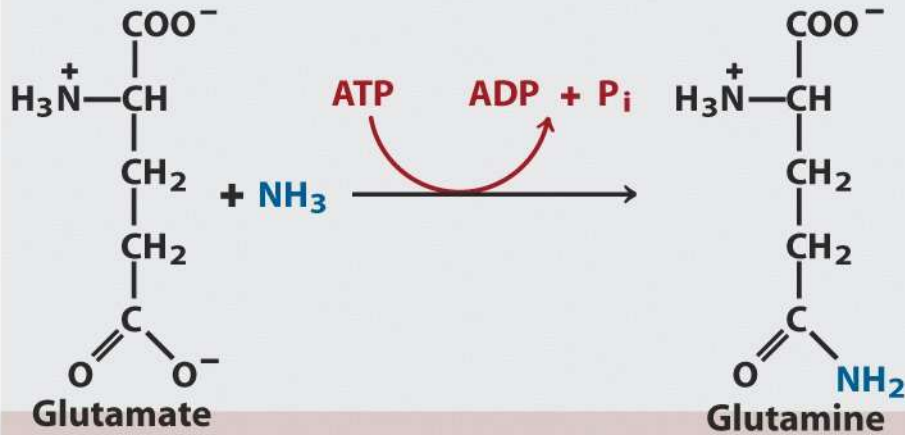 COO⁻ COO⁻
H₃N⁺—CH ATP ADP + Pᵢ H₃N⁺—CH
CH₂ CH₂
+ NH₃
CH₂ CH₂
C C
O O⁻ O NH₂
Glutamate Glutamine